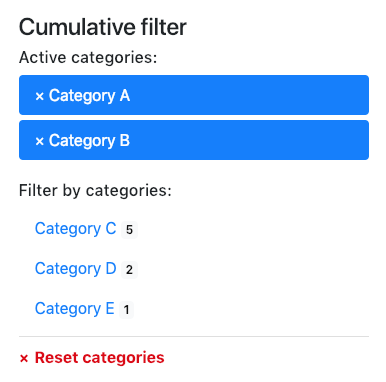 Cumulative filter
Active categories:
× Category A
× Category B
Filter by categories:
Category C 5
Category D 2
Category E 1
× Reset categories